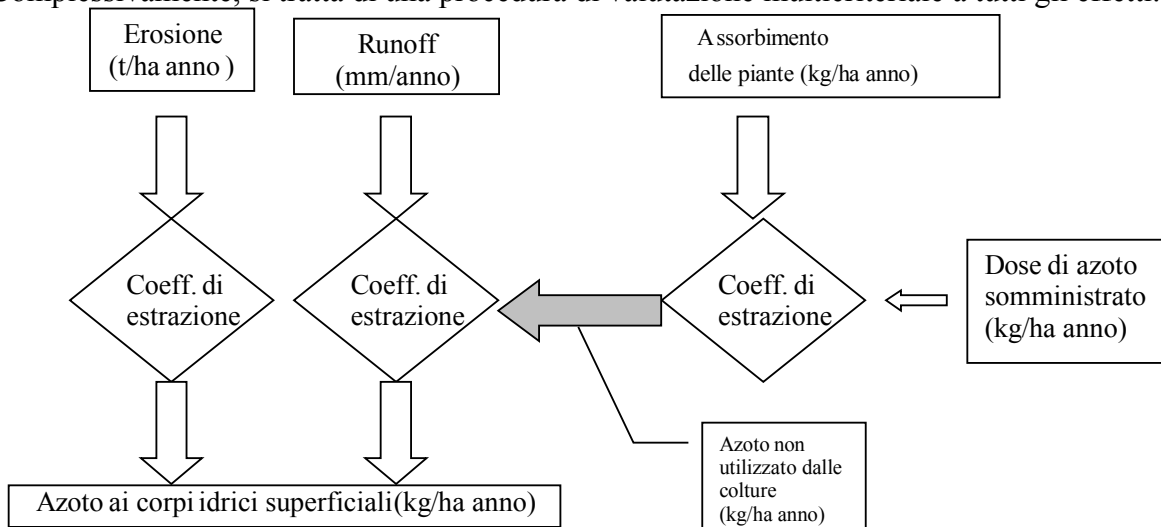 Complessivamente, si tratta di una procedura di valutazione multicriteriale a tutti gli effetti.
Erosione
(t/ha anno )
Runoff
(mm/anno)
Assorbimento
delle piante (kg/ha anno)
Coeff. di
estrazione
Coeff. di
estrazione
Coeff. di
estrazione
Dose di azoto
somministrato
(kg/ha anno)
Azoto non
utilizzato dalle
colture
(kg/ha anno)
Azoto ai corpi idrici superficiali(kg/ha anno)